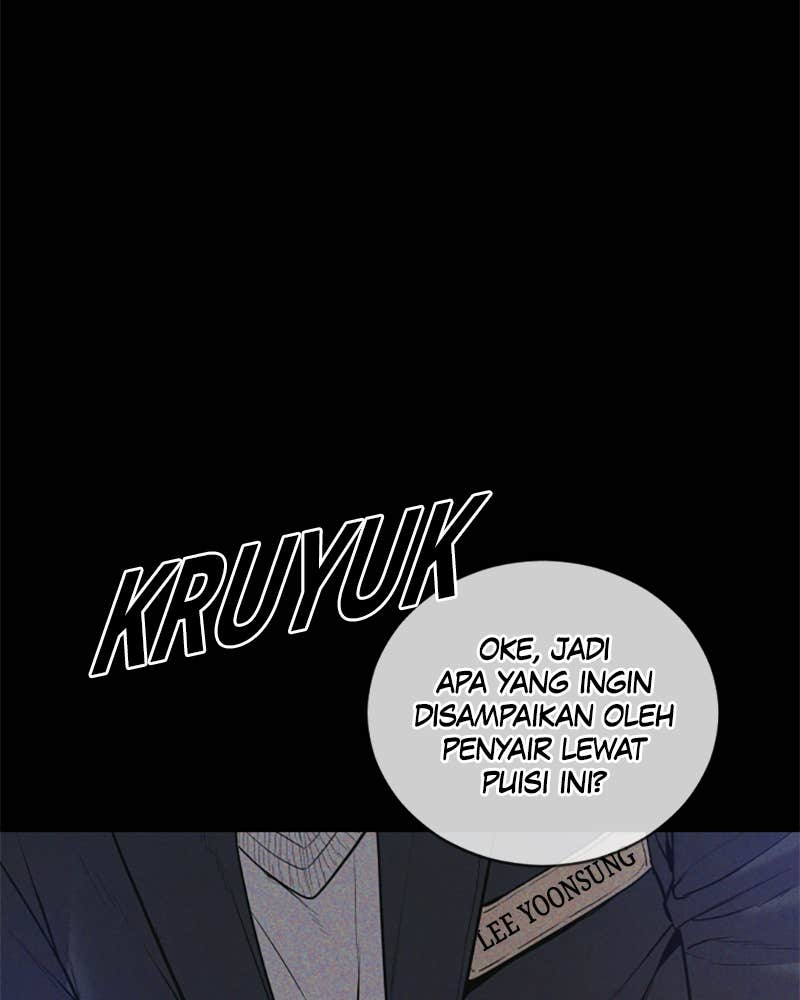 KRUYUK
OKE, JADI
APA YANG INGIN
DISAMPAIKAN OLEH
PENYAIR LEWAT
PUISI INI?
LEE YOONSUNG